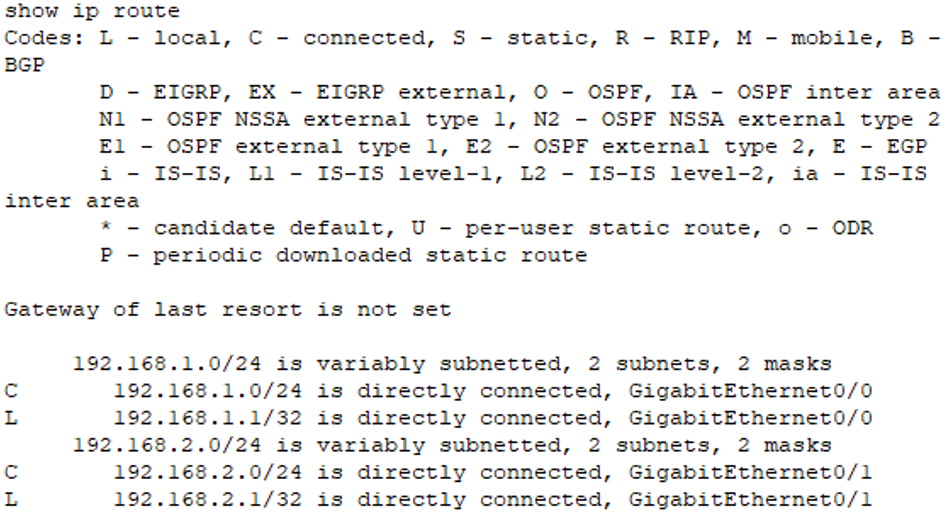 show ip route
Codes: L - local, C - connected, S - static, R - RIP, M - mobile, B -
BGP
D - EIGRP, EX - EIGRP external, O - OSPF, IA - OSPF inter area
N1 - OSPF NSSA external type 1, N2 - OSPF NSSA external type 2
E1 - OSPF external type 1, E2 - OSPF external type 2, E - EGP
i - IS-IS, L1 - IS-IS level-1, L2 - IS-IS level-2, ia - IS-IS
inter area
* - candidate default, U - per-user static route, o - ODR
P - periodic downloaded static route
Gateway of last resort is not set
192.168.1.0/24 is variably subnetted, 2 subnets, 2 masks
C 192.168.1.0/24 is directly connected, GigabitEthernet0/0
L 192.168.1.1/32 is directly connected, GigabitEthernet0/0
192.168.2.0/24 is variably subnetted, 2 subnets, 2 masks
C 192.168.2.0/24 is directly connected, GigabitEthernet0/1
L 192.168.2.1/32 is directly connected, GigabitEthernet0/1